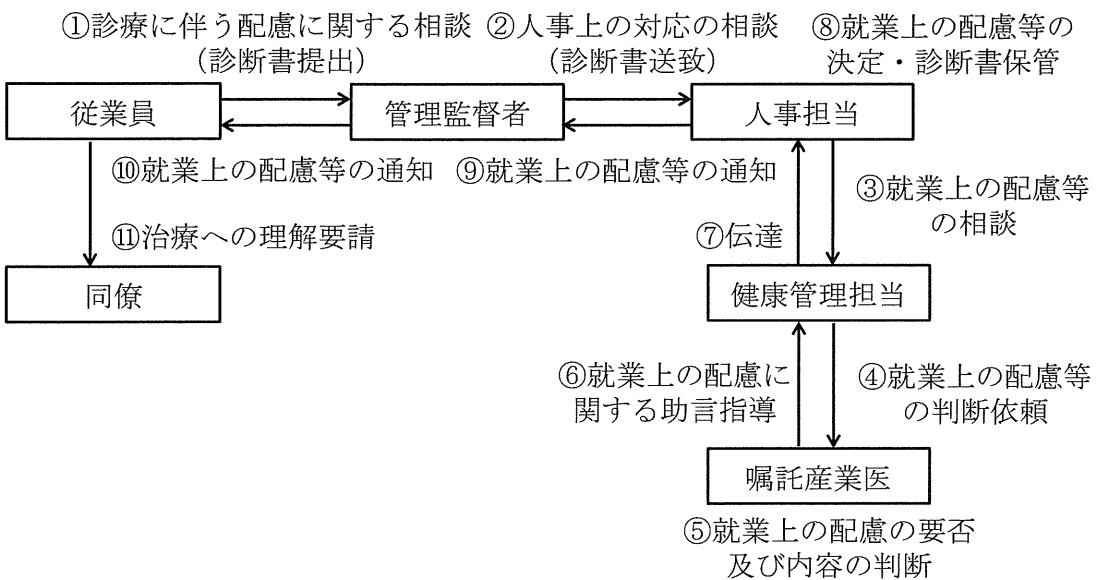 ①診療に伴う配慮に関する相談
(診断書提出)
②人事上の対応の相談
(診断書送致)
⑧就業上の配慮等の
決定・診断書保管
従業員
管理監督者
人事担当
⑩就業上の配慮等の通知
⑨就業上の配慮等の通知
③就業上の配慮等
の相談
⑪治療への理解要請
⑦伝達
同僚
健康管理担当
⑥就業上の配慮に
関する助言指導
④就業上の配慮等
の判断依頼
嘱託産業医
⑤就業上の配慮の要否
及び内容の判断